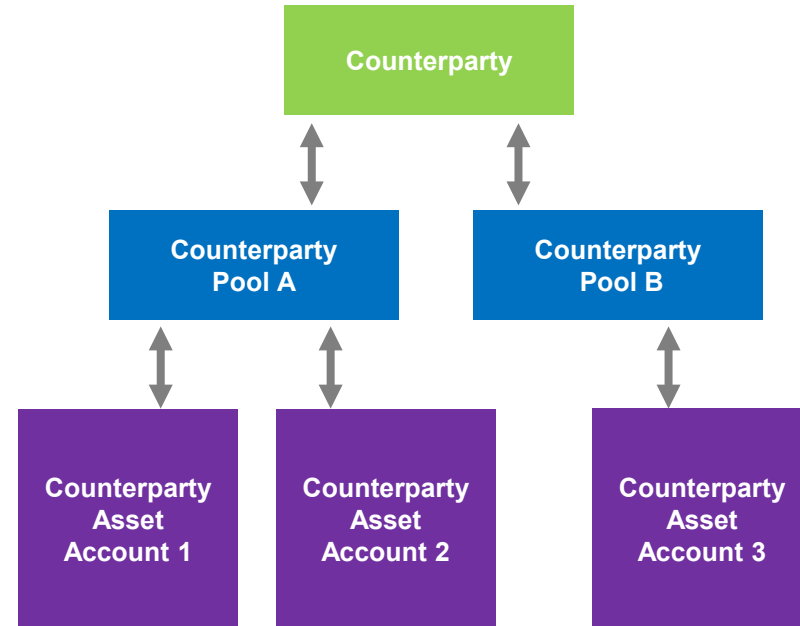 Counterparty
Counterparty
Pool A
Counterparty
Pool B
Counterparty
Asset
Account 1
Counterparty
Asset
Account 2
Counterparty
Asset
Account 3